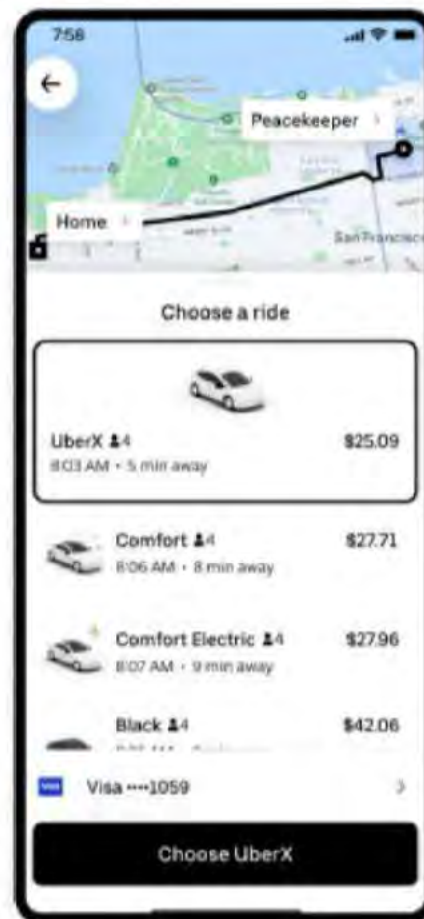 7:58
Peacekeeper
Home
San Francisco
Choose a ride
UberX 4
$25.09
8:03 AM • 5 min away
Comfort 4
$27.71
8:06 AM • 8 min away
Comfort Electric 4
$27.96
8:07 AM • 9 min away
Black 4
$42.06
VISA
Visa ••••1059
Choose UberX